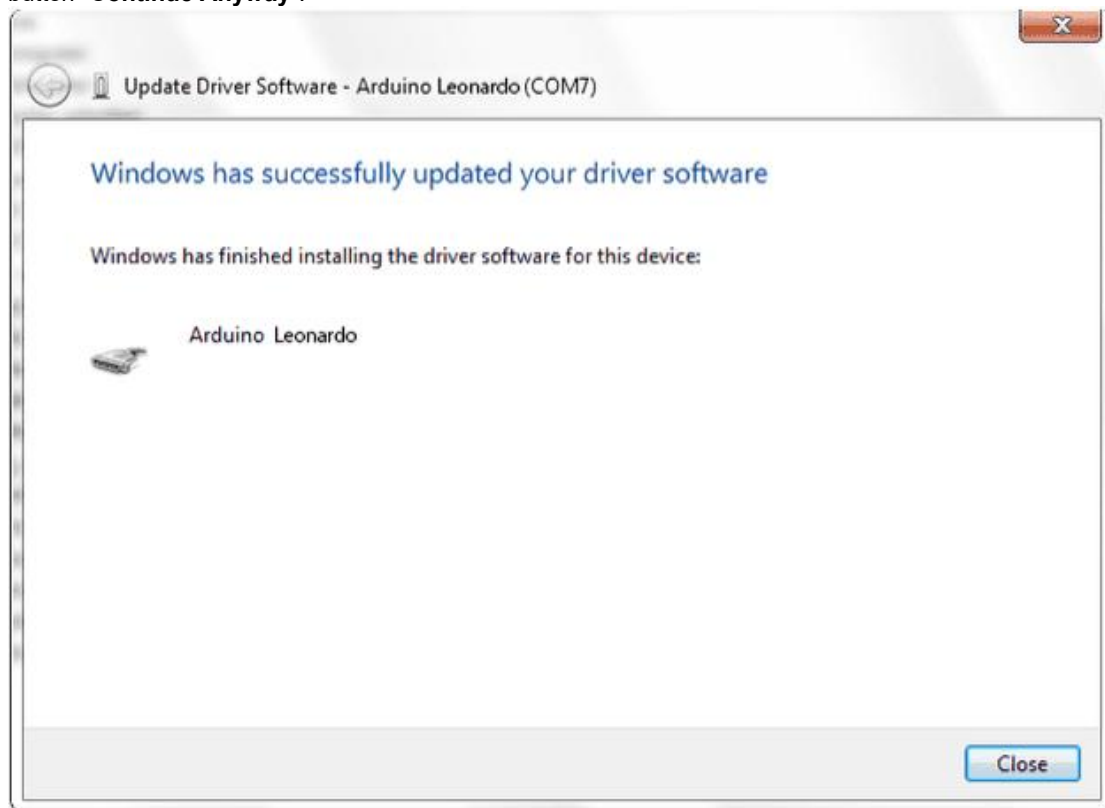 Update Driver Software - Arduino Leonardo (COM7)
Windows has successfully updated your driver software
Windows has finished installing the driver software for this device:
Arduino Leonardo
Close